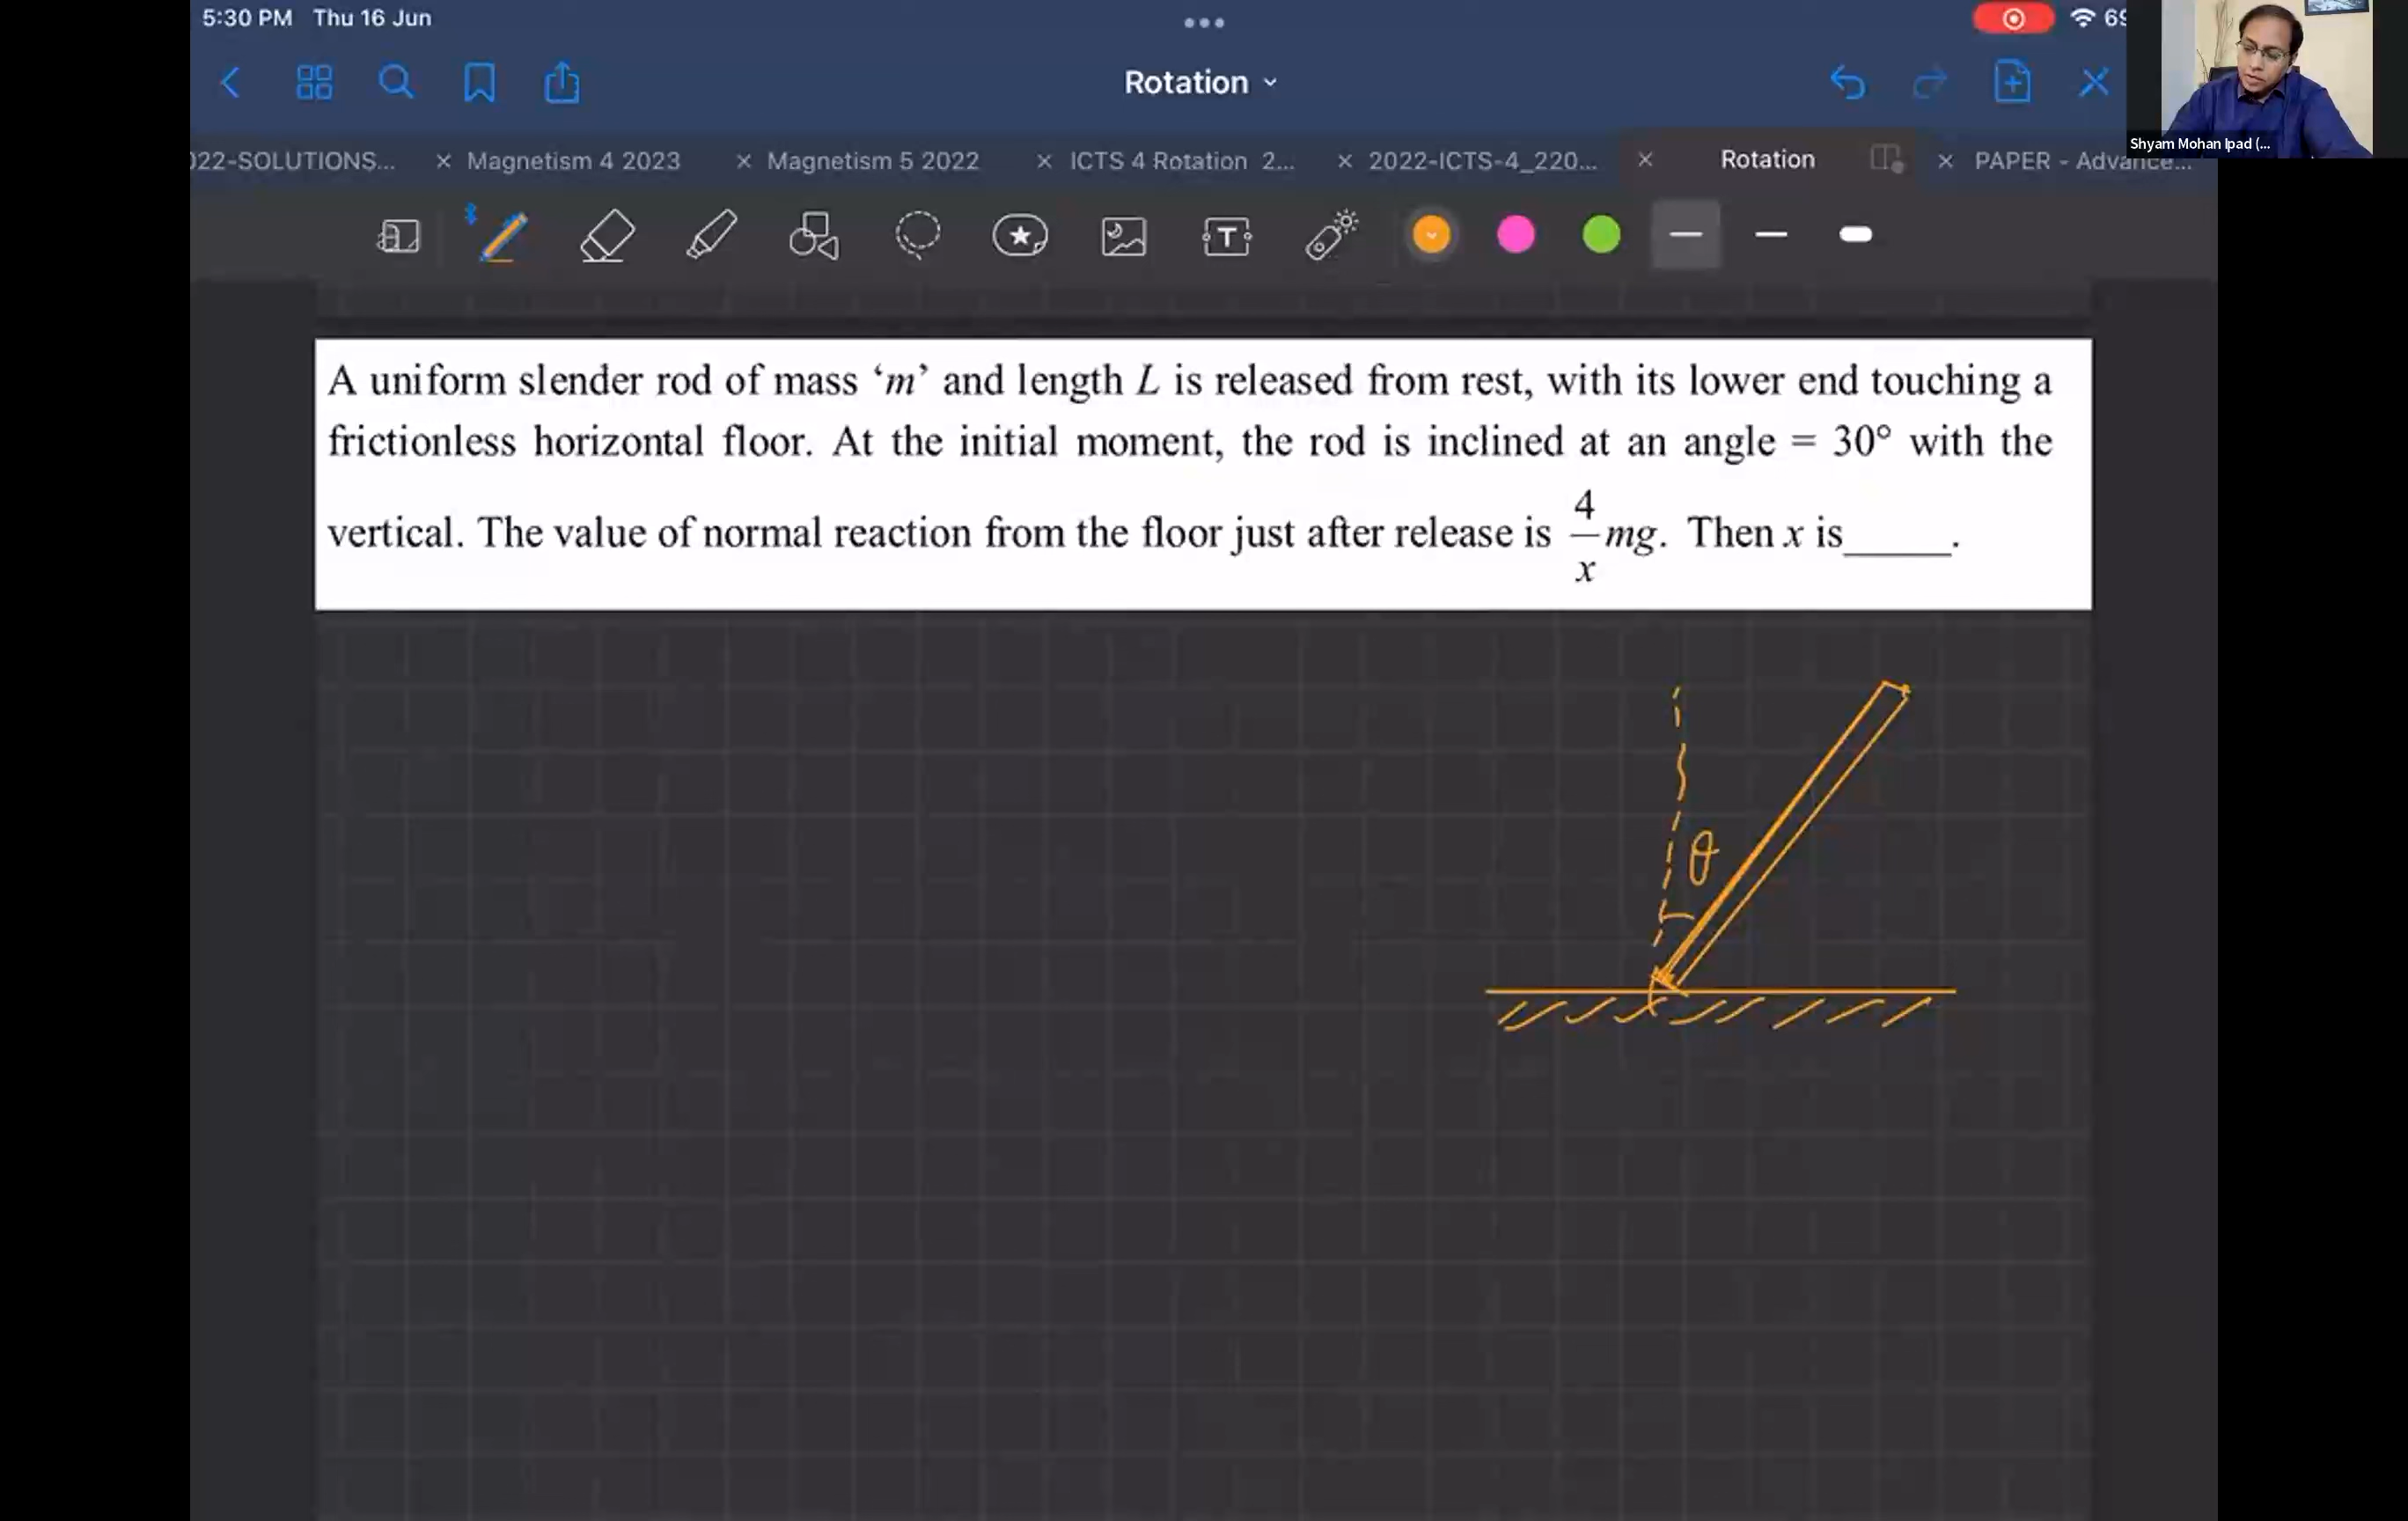 5:30 PM Thu 16 Jun
Rotation
Shyam Mohan Ipad (...
022-SOLUTIONS... × Magnetism 4 2023 × Magnetism 5 2022 × ICTS 4 Rotation 2... × 2022-ICTS-4_220... × Rotation × PAPER - Advance...
T
A uniform slender rod of mass ‘m’ and length L is released from rest, with its lower end touching a
frictionless horizontal floor. At the initial moment, the rod is inclined at an angle = 30° with the
vertical. The value of normal reaction from the floor just after release is 4/x mg. Then x is_____.
θ